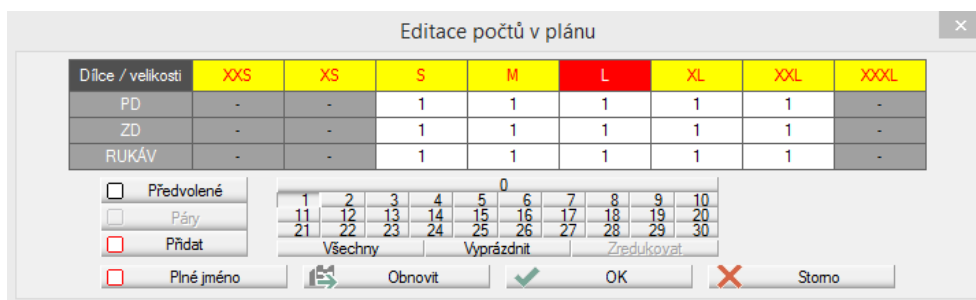 Editace počtů v plánu
Dílce / velikosti XXS XS S M L XL XXL XXXL
PD - - 1 1 1 1 1 -
ZD - - 1 1 1 1 1 -
RUKÁV - - 1 1 1 1 1 -
Předvolené 0
1 2 3 4 5 6 7 8 9 10
Páry 11 12 13 14 15 16 17 18 19 20
21 22 23 24 25 26 27 28 29 30
Přidat Všechny Vyprázdnit Zredukovat
Plné jméno Obnovit OK Storno